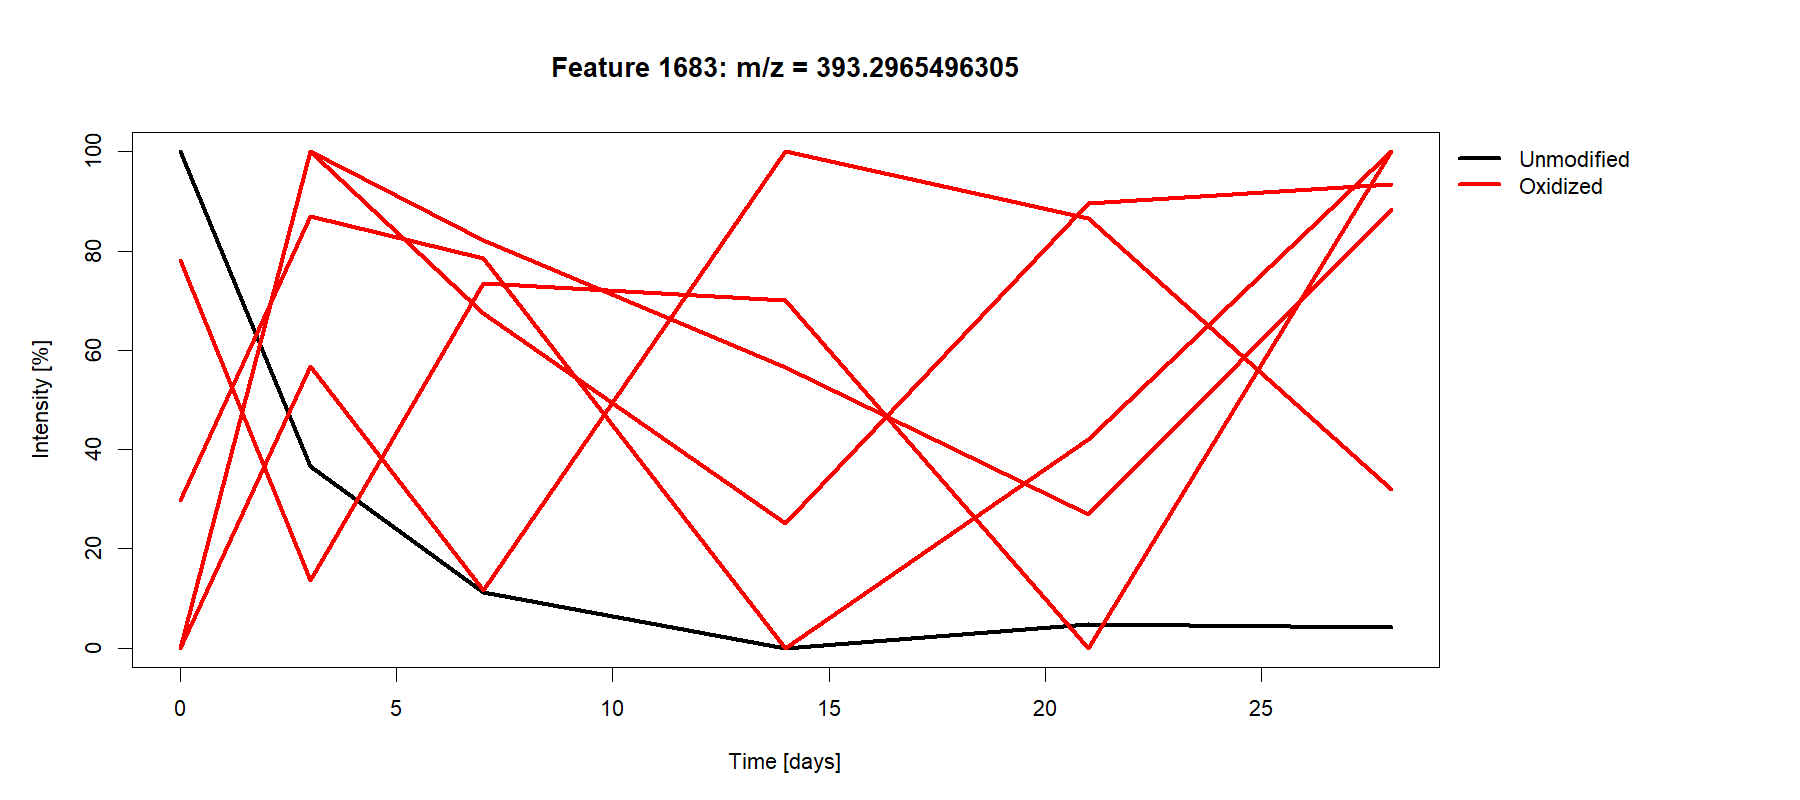 Feature 1683: m/z = 393.2965496305
Unmodified
Oxidized
Intensity [%]
100
80
60
40
20
0
0 5 10 15 20 25
Time [days]